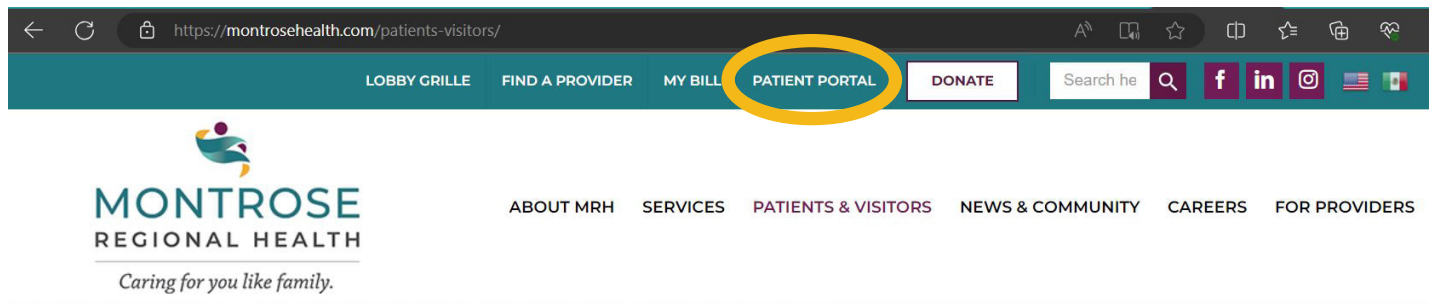 https://montrosehealth.com/patients-visitors/
LOBBY GRILLE FIND A PROVIDER MY BILL PATIENT PORTAL DONATE Search he f in
MONTROSE
REGIONAL HEALTH
Caring for you like family.
ABOUT MRH SERVICES PATIENTS & VISITORS NEWS & COMMUNITY CAREERS FOR PROVIDERS